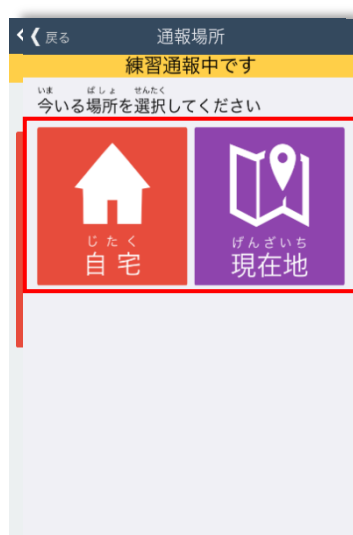 戻る 通報場所
練習通報中です
いま ばしょ せんたく
今いる場所を選択してください
じたく げんざいち
自宅 現在地